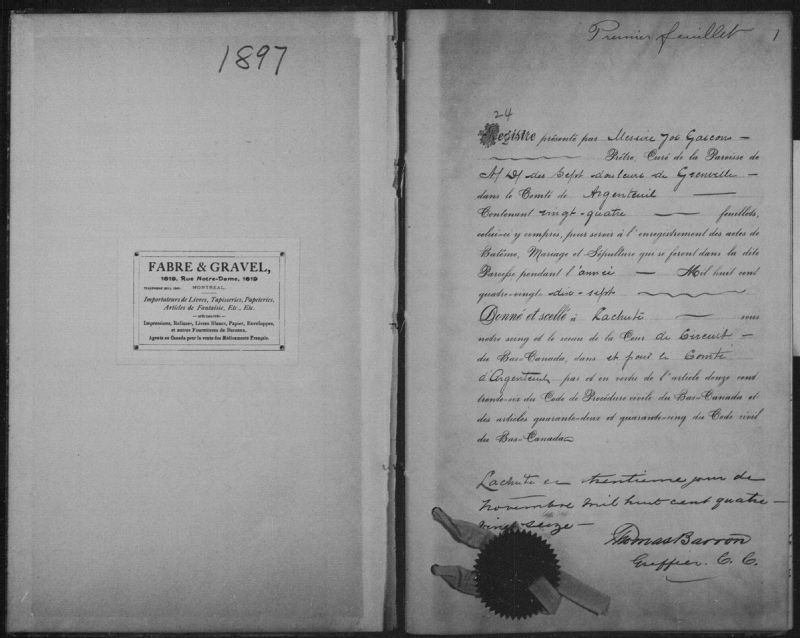 1897
FABRE & GRAVEL,
1619, Rue Notre-Dame, 1619
MONTREAL.
Importateurs de Livres, Tapisseries, Papeteries,
Articles de Fantaisie, Etc., Etc.
Impressions, Reliure, Livres Blancs, Papier, Enveloppes,
et autres Fournitures de Bureaux.
Agents au Canada pour la vente des Médicaments Français.
Premier feuillet 1
24
Registre présenté par Messire Jos Gascon —
Prêtre, Curé de la Paroisse de
N D des Sept douleurs de Grenville —
dans le Comté de Argenteuil —
Contenant vingt-quatre — feuillets,
celui-ci y compris, pour servir à l'enregistrement des actes de
Batême, Mariage et Sépulture qui se feront dans la dite
Paroisse pendant l'année — Mil huit cent
quatre-vingt dix-sept
Donné et scellé à Lachute — sous
notre seing et le sceau de la Cour de Circuit —
du Bas-Canada, dans et pour le Comté
d'Argenteuil par et en vertu de l'article douze cent
trente-six du Code de Procédure civile du Bas-Canada et
des articles quarante-deux et quarante-cinq du Code civil
du Bas-Canada
Lachute ce trentième jour de
novembre mil huit cent quatre-
vingt seize —
Thomas Barron
Greffier. C. C.